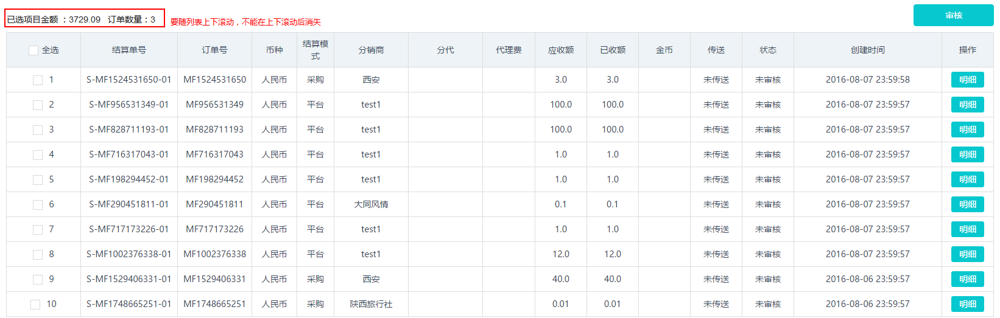 已选项目金额 ：3729.09 订单数量：3 要随列表上下滚动，不能在上下滚动后消失 审核
全选 结算单号 订单号 币种 结算模式 分销商 分代 代理费 应收额 已收额 金币 传送 状态 创建时间 操作
1 S-MF1524531650-01 MF1524531650 人民币 采购 西安 3.0 3.0 未传送 未审核 2016-08-07 23:59:58 明细
2 S-MF956531349-01 MF956531349 人民币 平台 test1 100.0 100.0 未传送 未审核 2016-08-07 23:59:57 明细
3 S-MF828711193-01 MF828711193 人民币 平台 test1 100.0 100.0 未传送 未审核 2016-08-07 23:59:57 明细
4 S-MF716317043-01 MF716317043 人民币 平台 test1 1.0 1.0 未传送 未审核 2016-08-07 23:59:57 明细
5 S-MF198294452-01 MF198294452 人民币 平台 test1 1.0 1.0 未传送 未审核 2016-08-07 23:59:57 明细
6 S-MF290451811-01 MF290451811 人民币 平台 大同风情 0.1 0.1 未传送 未审核 2016-08-07 23:59:57 明细
7 S-MF717173226-01 MF717173226 人民币 平台 test1 1.0 1.0 未传送 未审核 2016-08-07 23:59:57 明细
8 S-MF1002376338-01 MF1002376338 人民币 平台 test1 12.0 12.0 未传送 未审核 2016-08-07 23:59:57 明细
9 S-MF1529406331-01 MF1529406331 人民币 采购 西安 40.0 40.0 未传送 未审核 2016-08-06 23:59:57 明细
10 S-MF1748665251-01 MF1748665251 人民币 采购 陕西旅行社 0.01 0.01 未传送 未审核 2016-08-06 23:59:57 明细